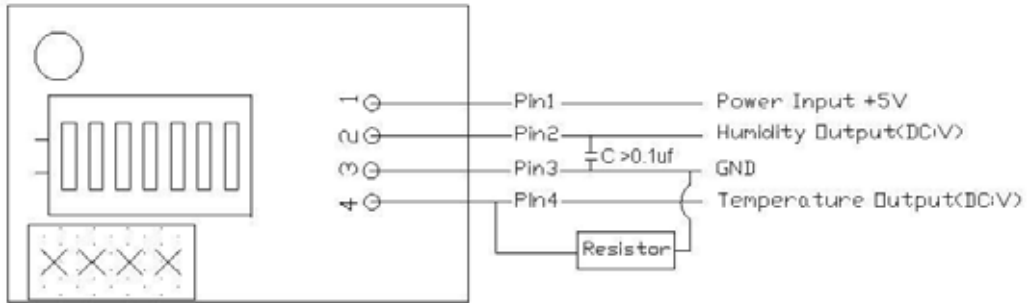 1 Pin1 Power Input +5V
2 Pin2 Humidity Output(DC:V)
C >0.1uf
3 Pin3 GND
4 PIn4 Temperature Output(DC:V)
Resistor